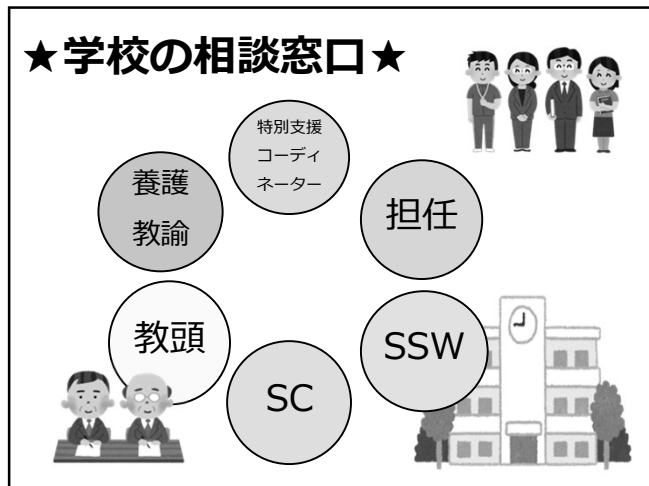 ★学校の相談窓口★
特別支援
コーディ
ネーター
養護
教諭
担任
教頭
SSW
SC